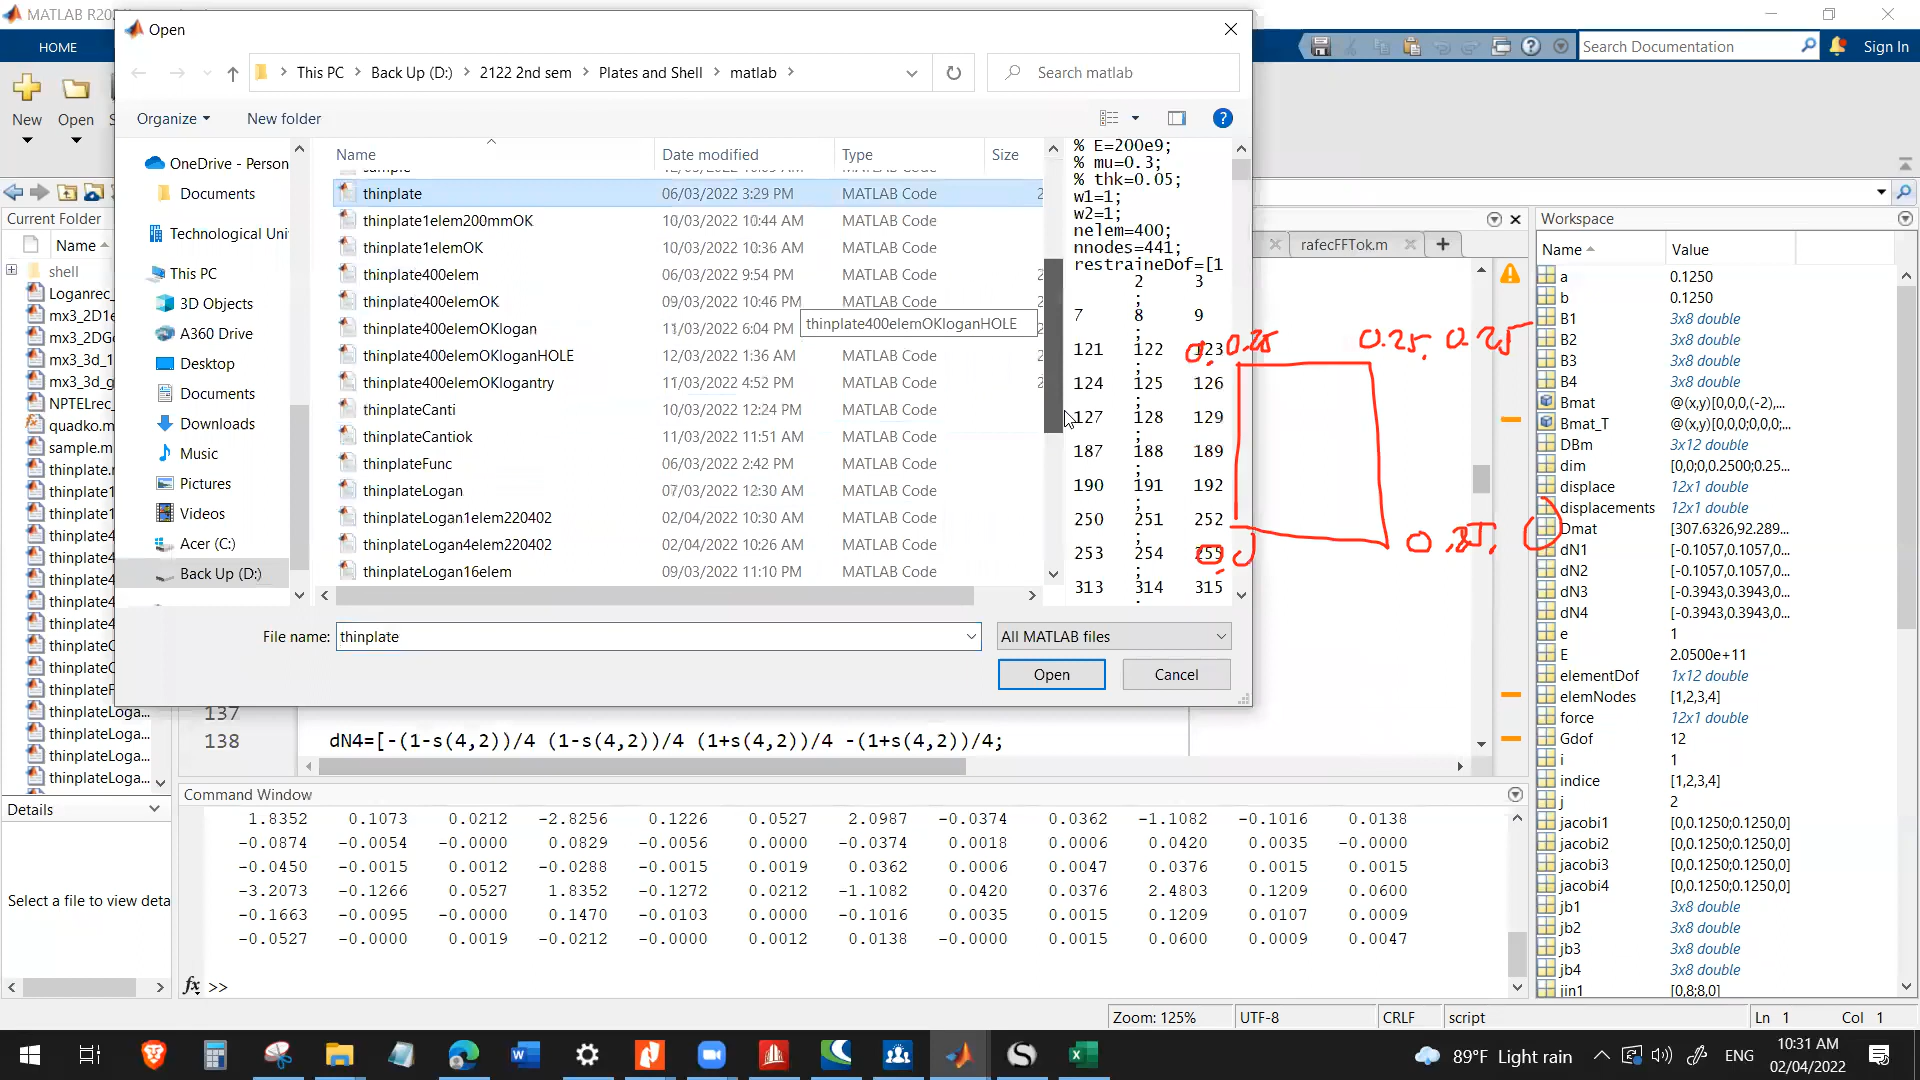 MATLAB R20
Open
HOME
Search Documentation
Sign In
This PC > Back Up (D:) > 2122 2nd sem > Plates and Shell > matlab >
Search matlab
New
Open
Organize
New folder
Name
Date modified
Type
Size
OneDrive - Person
Documents
Technological Uni
This PC
3D Objects
A360 Drive
Desktop
Documents
Downloads
Music
Pictures
Videos
Acer (C:)
Back Up (D:)
thinplate 06/03/2022 3:29 PM MATLAB Code 2
thinplate1elem200mmOK 10/03/2022 10:44 AM MATLAB Code
thinplate1elemOK 10/03/2022 10:36 AM MATLAB Code
thinplate400elem 06/03/2022 9:54 PM MATLAB Code 2
thinplate400elemOK 09/03/2022 10:46 PM MATLAB Code 2
thinplate400elemOKlogan 11/03/2022 6:04 PM MATLAB Code
thinplate400elemOKloganHOLE
thinplate400elemOKloganHOLE 12/03/2022 1:36 AM MATLAB Code
thinplate400elemOKlogantry 11/03/2022 4:52 PM MATLAB Code 2
thinplateCanti 10/03/2022 12:24 PM MATLAB Code
thinplateCantiok 11/03/2022 11:51 AM MATLAB Code
thinplateFunc 06/03/2022 2:42 PM MATLAB Code
thinplateLogan 07/03/2022 12:30 AM MATLAB Code
thinplateLogan1elem220402 02/04/2022 10:30 AM MATLAB Code
thinplateLogan4elem220402 02/04/2022 10:26 AM MATLAB Code
thinplateLogan16elem 09/03/2022 11:10 PM MATLAB Code
% E=200e9;
% mu=0.3;
% thk=0.05;
w1=1;
w2=1;
nelem=400;
nnodes=441;
restraineDof=[1
2 3
;
7 8 9
;
121 122 123
;
124 125 126
;
127 128 129
;
187 188 189
;
190 191 192
;
250 251 252
;
253 254 255
;
313 314 315
0, 0.25
0.25, 0.25
0,0
0.25, 0
File name: thinplate
All MATLAB files
Open
Cancel
Current Folder
Name
shell
Loganrec_
mx3_2D1e
mx3_2DGe
mx3_3d_1
mx3_3d_g
NPTELrec_
quadko.m
sample.m
thinplate.r
thinplate1
thinplate1
thinplate4
thinplate4
thinplate4
thinplate4
thinplate4
thinplateC
thinplateC
thinplateF
thinplateLoga...
thinplateLoga...
thinplateLoga...
thinplateLoga...
Details
Select a file to view deta
rafecFFTok.m
137
138 dN4=[-(1-s(4,2))/4 (1-s(4,2))/4 (1+s(4,2))/4 -(1+s(4,2))/4;
Command Window
1.8352 0.1073 0.0212 -2.8256 0.1226 0.0527 2.0987 -0.0374 0.0362 -1.1082 -0.1016 0.0138
-0.0874 -0.0054 -0.0000 0.0829 -0.0056 0.0000 -0.0374 0.0018 0.0006 0.0420 0.0035 -0.0000
-0.0450 -0.0015 0.0012 -0.0288 -0.0015 0.0019 0.0362 0.0006 0.0047 0.0376 0.0015 0.0015
-3.2073 -0.1266 0.0527 1.8352 -0.1272 0.0212 -1.1082 0.0420 0.0376 2.4803 0.1209 0.0600
-0.1663 -0.0095 -0.0000 0.1470 -0.0103 0.0000 -0.1016 0.0035 0.0015 0.1209 0.0107 0.0009
-0.0527 -0.0000 0.0019 -0.0212 -0.0000 0.0012 0.0138 -0.0000 0.0015 0.0600 0.0009 0.0047
fx >>
Workspace
Name Value
a 0.1250
b 0.1250
B1 3x8 double
B2 3x8 double
B3 3x8 double
B4 3x8 double
Bmat @(x,y)[0,0,0,(-2),...
Bmat_T @(x,y)[0,0,0;0,0,0;...
DBm 3x12 double
dim [0,0;0,0.2500;0.25...
displace 12x1 double
displacements 12x1 double
Dmat [307.6326,92.289...
dN1 [-0.1057,0.1057,0...
dN2 [-0.1057,0.1057,0...
dN3 [-0.3943,0.3943,0...
dN4 [-0.3943,0.3943,0...
e 1
E 2.0500e+11
elementDof 1x12 double
elemNodes [1,2,3,4]
force 12x1 double
Gdof 12
i 1
indice [1,2,3,4]
j 2
jacobi1 [0,0.1250;0.1250,0]
jacobi2 [0,0.1250;0.1250,0]
jacobi3 [0,0.1250;0.1250,0]
jacobi4 [0,0.1250;0.1250,0]
jb1 3x8 double
jb2 3x8 double
jb3 3x8 double
jb4 3x8 double
jin1 [0,8;8,0]
Zoom: 125% UTF-8 CRLF script Ln 1 Col 1
89°F Light rain
ENG
10:31 AM
02/04/2022